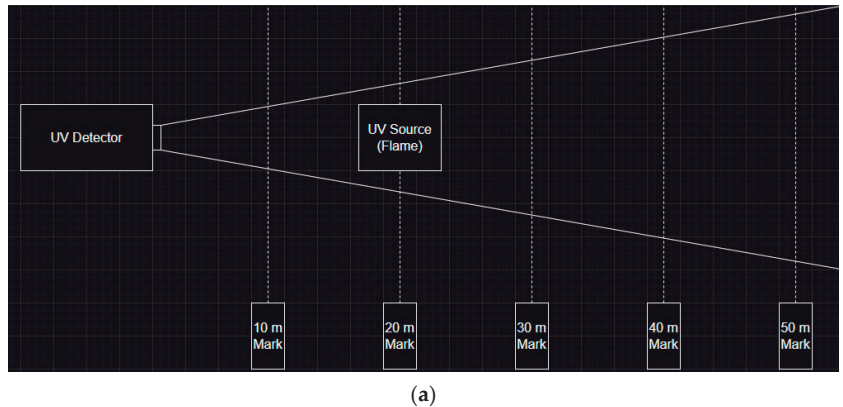 UV Detector
UV Source
(Flame)
10 m
Mark
20 m
Mark
30 m
Mark
40 m
Mark
50 m
Mark
(a)